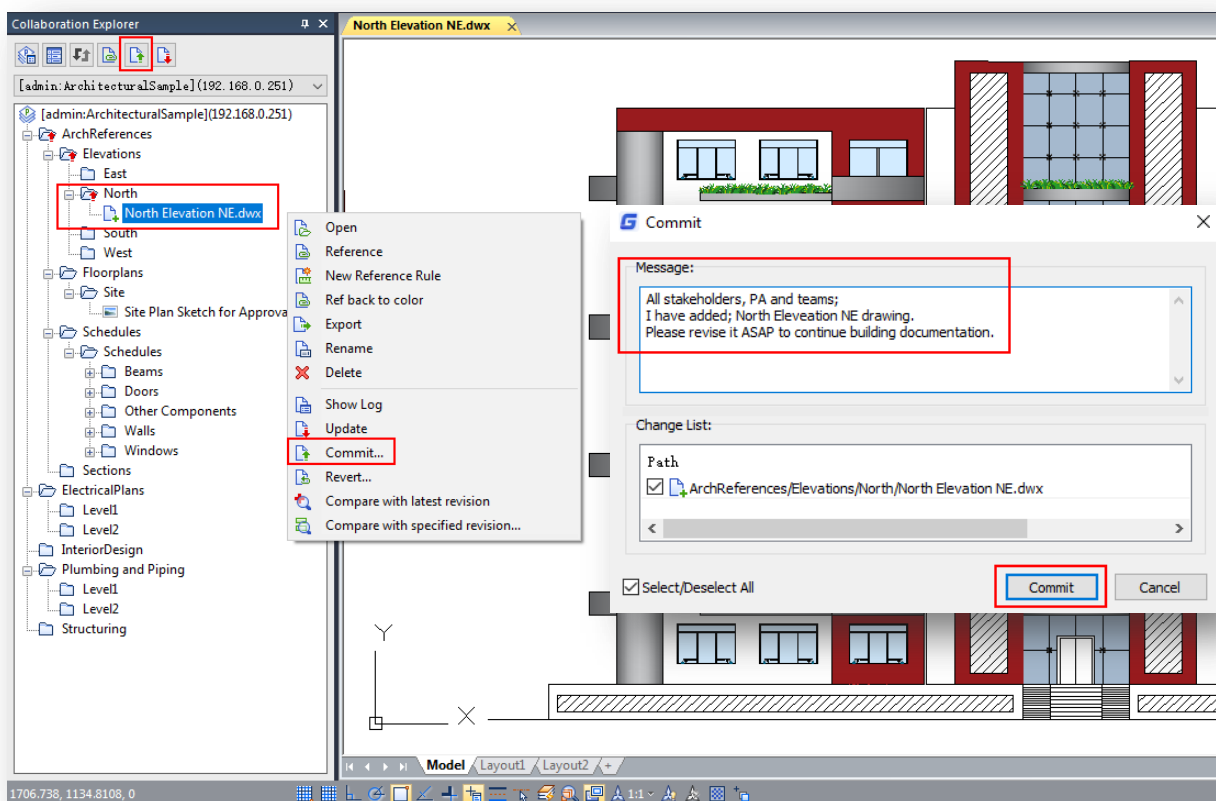 Collaboration Explorer
North Elevation NE.dwx
[admin:ArchitecturalSample](192.168.0.251)
[admin:ArchitecturalSample](192.168.0.251)
ArchReferences
Elevations
East
North
North Elevation NE.dwx
South
West
Floorplans
Site
Site Plan Sketch for Approva
Schedules
Schedules
Beams
Doors
Other Components
Walls
Windows
Sections
ElectricalPlans
Level1
Level2
InteriorDesign
Plumbing and Piping
Level1
Level2
Structuring
Open
Reference
New Reference Rule
Ref back to color
Export
Rename
Delete
Show Log
Update
Commit...
Revert...
Compare with latest revision
Compare with specified revision...
Commit
Message:
All stakeholders, PA and teams;
I have added; North Eleveation NE drawing.
Please revise it ASAP to continue building documentation.
Change List:
Path
ArchReferences/Elevations/North/North Elevation NE.dwx
Select/Deselect All
Commit
Cancel
Y
X
Model
Layout1
Layout2
+
1706.738, 1134.8108, 0
1:1